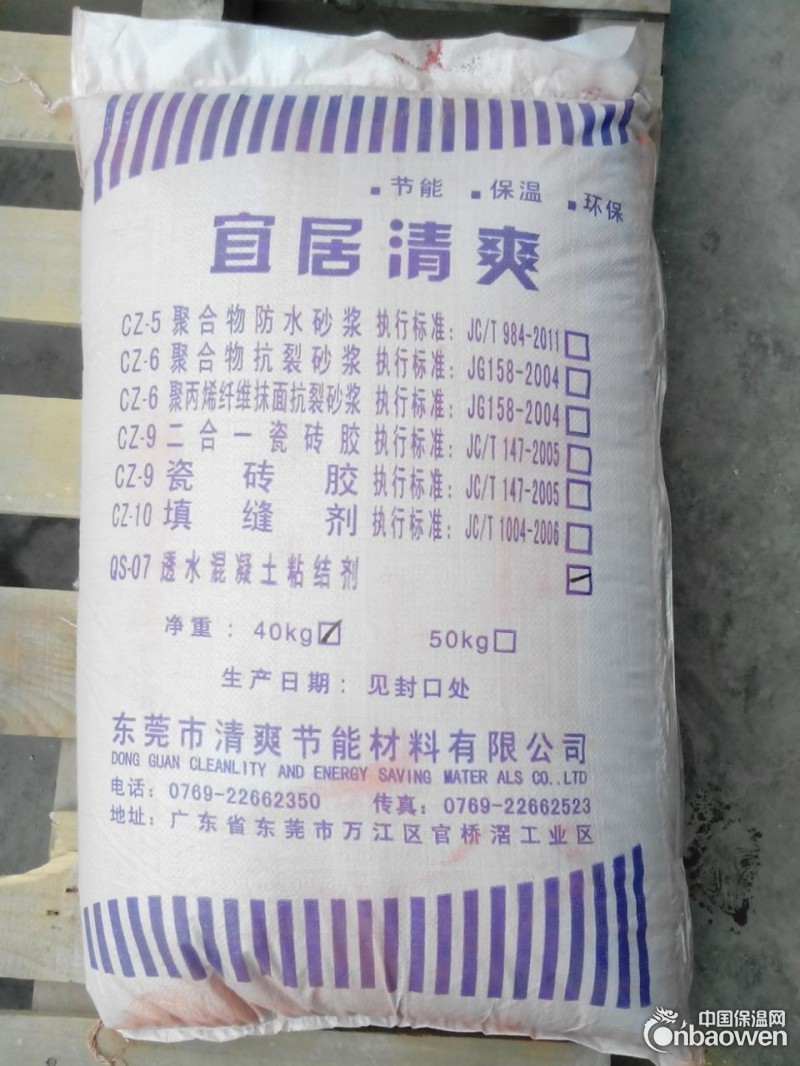 ■节能 ■保温 ■环保
宜居清爽
CZ-5 聚合物防水砂浆 执行标准：JC/T 984-2011
CZ-6 聚合物抗裂砂浆 执行标准：JG158-2004
CZ-6 聚丙烯纤维抹面抗裂砂浆 执行标准：JG158-2004
CZ-9 二合一瓷砖胶 执行标准：JC/T 147-2005
CZ-9 瓷砖胶 执行标准：JC/T 147-2005
CZ-10 填缝剂 执行标准：JC/T 1004-2006
QS-07 透水混凝土粘结剂
净重：40kg 50kg
生产日期：见封口处
东莞市清爽节能材料有限公司
DONG GUAN CLEANLITY AND ENERGY SAVING MATER ALS CO.,LTD
电话：0769-22662350 传真：0769-22662523
地址：广东省东莞市万江区官桥滘工业区
中国保温网
Cnbaowen